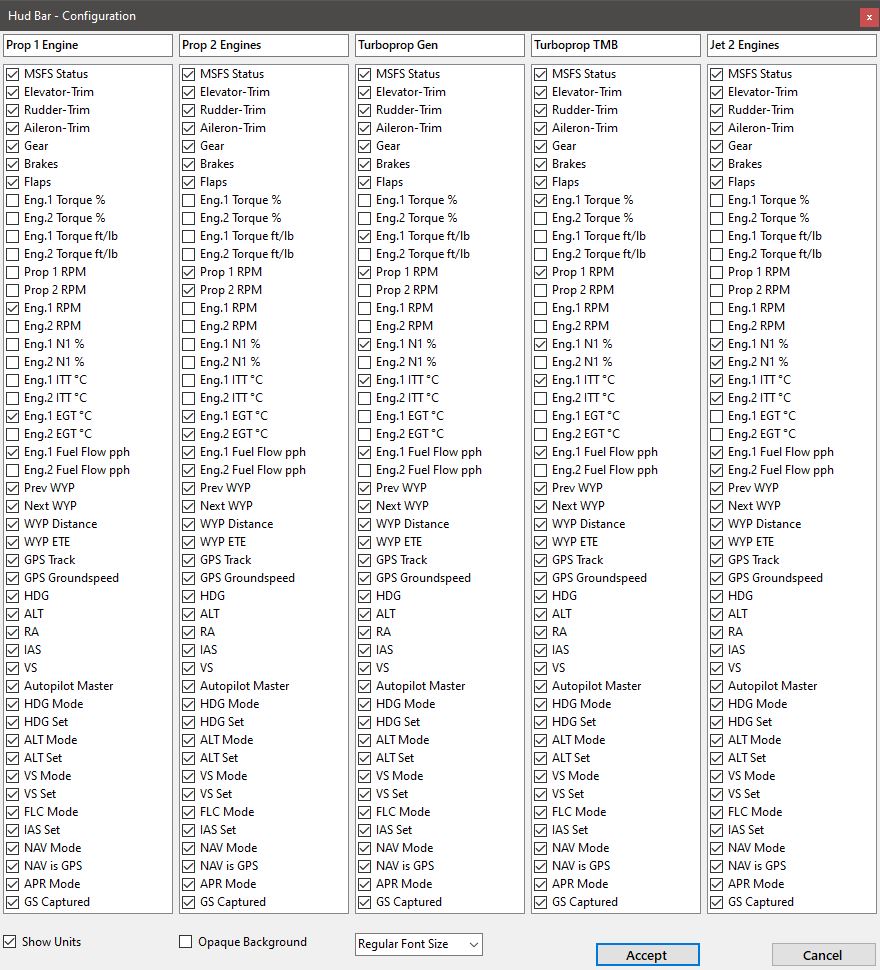 Hud Bar - Configuration
x
Prop 1 Engine
Prop 2 Engines
Turboprop Gen
Turboprop TMB
Jet 2 Engines
MSFS Status
Elevator-Trim
Rudder-Trim
Aileron-Trim
Gear
Brakes
Flaps
Eng.1 Torque %
Eng.2 Torque %
Eng.1 Torque ft/lb
Eng.2 Torque ft/lb
Prop 1 RPM
Prop 2 RPM
Eng.1 RPM
Eng.2 RPM
Eng.1 N1 %
Eng.2 N1 %
Eng.1 ITT °C
Eng.2 ITT °C
Eng.1 EGT °C
Eng.2 EGT °C
Eng.1 Fuel Flow pph
Eng.2 Fuel Flow pph
Prev WYP
Next WYP
WYP Distance
WYP ETE
GPS Track
GPS Groundspeed
HDG
ALT
RA
IAS
VS
Autopilot Master
HDG Mode
HDG Set
ALT Mode
ALT Set
VS Mode
VS Set
FLC Mode
IAS Set
NAV Mode
NAV is GPS
APR Mode
GS Captured
MSFS Status
Elevator-Trim
Rudder-Trim
Aileron-Trim
Gear
Brakes
Flaps
Eng.1 Torque %
Eng.2 Torque %
Eng.1 Torque ft/lb
Eng.2 Torque ft/lb
Prop 1 RPM
Prop 2 RPM
Eng.1 RPM
Eng.2 RPM
Eng.1 N1 %
Eng.2 N1 %
Eng.1 ITT °C
Eng.2 ITT °C
Eng.1 EGT °C
Eng.2 EGT °C
Eng.1 Fuel Flow pph
Eng.2 Fuel Flow pph
Prev WYP
Next WYP
WYP Distance
WYP ETE
GPS Track
GPS Groundspeed
HDG
ALT
RA
IAS
VS
Autopilot Master
HDG Mode
HDG Set
ALT Mode
ALT Set
VS Mode
VS Set
FLC Mode
IAS Set
NAV Mode
NAV is GPS
APR Mode
GS Captured
MSFS Status
Elevator-Trim
Rudder-Trim
Aileron-Trim
Gear
Brakes
Flaps
Eng.1 Torque %
Eng.2 Torque %
Eng.1 Torque ft/lb
Eng.2 Torque ft/lb
Prop 1 RPM
Prop 2 RPM
Eng.1 RPM
Eng.2 RPM
Eng.1 N1 %
Eng.2 N1 %
Eng.1 ITT °C
Eng.2 ITT °C
Eng.1 EGT °C
Eng.2 EGT °C
Eng.1 Fuel Flow pph
Eng.2 Fuel Flow pph
Prev WYP
Next WYP
WYP Distance
WYP ETE
GPS Track
GPS Groundspeed
HDG
ALT
RA
IAS
VS
Autopilot Master
HDG Mode
HDG Set
ALT Mode
ALT Set
VS Mode
VS Set
FLC Mode
IAS Set
NAV Mode
NAV is GPS
APR Mode
GS Captured
MSFS Status
Elevator-Trim
Rudder-Trim
Aileron-Trim
Gear
Brakes
Flaps
Eng.1 Torque %
Eng.2 Torque %
Eng.1 Torque ft/lb
Eng.2 Torque ft/lb
Prop 1 RPM
Prop 2 RPM
Eng.1 RPM
Eng.2 RPM
Eng.1 N1 %
Eng.2 N1 %
Eng.1 ITT °C
Eng.2 ITT °C
Eng.1 EGT °C
Eng.2 EGT °C
Eng.1 Fuel Flow pph
Eng.2 Fuel Flow pph
Prev WYP
Next WYP
WYP Distance
WYP ETE
GPS Track
GPS Groundspeed
HDG
ALT
RA
IAS
VS
Autopilot Master
HDG Mode
HDG Set
ALT Mode
ALT Set
VS Mode
VS Set
FLC Mode
IAS Set
NAV Mode
NAV is GPS
APR Mode
GS Captured
MSFS Status
Elevator-Trim
Rudder-Trim
Aileron-Trim
Gear
Brakes
Flaps
Eng.1 Torque %
Eng.2 Torque %
Eng.1 Torque ft/lb
Eng.2 Torque ft/lb
Prop 1 RPM
Prop 2 RPM
Eng.1 RPM
Eng.2 RPM
Eng.1 N1 %
Eng.2 N1 %
Eng.1 ITT °C
Eng.2 ITT °C
Eng.1 EGT °C
Eng.2 EGT °C
Eng.1 Fuel Flow pph
Eng.2 Fuel Flow pph
Prev WYP
Next WYP
WYP Distance
WYP ETE
GPS Track
GPS Groundspeed
HDG
ALT
RA
IAS
VS
Autopilot Master
HDG Mode
HDG Set
ALT Mode
ALT Set
VS Mode
VS Set
FLC Mode
IAS Set
NAV Mode
NAV is GPS
APR Mode
GS Captured
Show Units
Opaque Background
Regular Font Size
Accept
Cancel